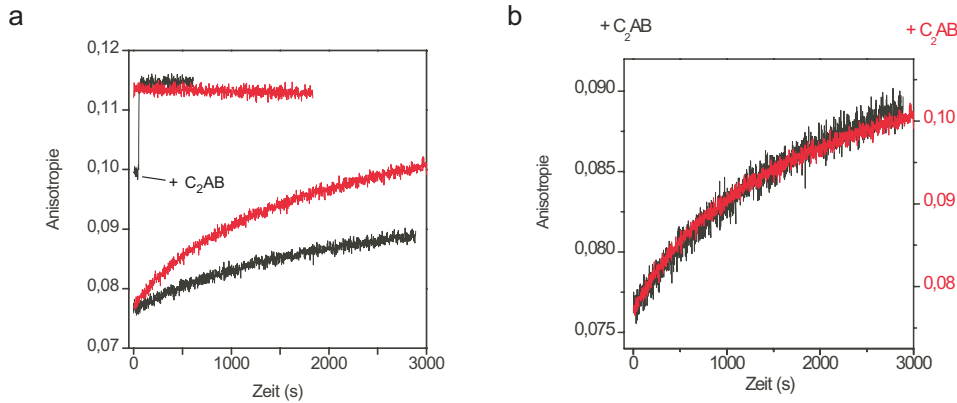 a
0,12
0,11
0,10
0,09
0,08
0,07
Anisotropie
+ C₂AB
0 1000 2000 3000
Zeit (s)
b
+ C₂AB
+ C₂AB
0,090
0,085
0,080
0,075
Anisotropie
0,10
0,09
0,08
0 1000 2000 3000
Zeit (s)